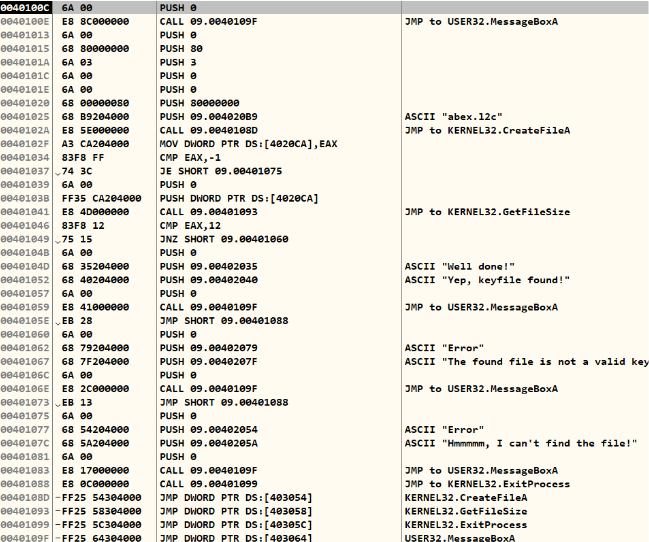 0040100C 6A 00 PUSH 0
0040100E E8 8C000000 CALL 09.0040109F JMP to USER32.MessageBoxA
00401013 6A 00 PUSH 0
00401015 68 80000000 PUSH 80
0040101A 6A 03 PUSH 3
0040101C 6A 00 PUSH 0
0040101E 6A 00 PUSH 0
00401020 68 00000080 PUSH 80000000
00401025 68 B9204000 PUSH 09.004020B9 ASCII "abex.l2c"
0040102A E8 5E000000 CALL 09.0040108D JMP to KERNEL32.CreateFileA
0040102F A3 CA204000 MOV DWORD PTR DS:[4020CA],EAX
00401034 83F8 FF CMP EAX,-1
00401037 74 3C JE SHORT 09.00401075
00401039 6A 00 PUSH 0
0040103B FF35 CA204000 PUSH DWORD PTR DS:[4020CA]
00401041 E8 4D000000 CALL 09.00401093 JMP to KERNEL32.GetFileSize
00401046 83F8 12 CMP EAX,12
00401049 75 15 JNZ SHORT 09.00401060
0040104B 6A 00 PUSH 0
0040104D 68 35204000 PUSH 09.00402035 ASCII "Well done!"
00401052 68 40204000 PUSH 09.00402040 ASCII "Yep, keyfile found!"
00401057 6A 00 PUSH 0
00401059 E8 41000000 CALL 09.0040109F JMP to USER32.MessageBoxA
0040105E EB 28 JMP SHORT 09.00401088
00401060 6A 00 PUSH 0
00401062 68 79204000 PUSH 09.00402079 ASCII "Error"
00401067 68 7F204000 PUSH 09.0040207F ASCII "The found file is not a valid key
0040106C 6A 00 PUSH 0
0040106E E8 2C000000 CALL 09.0040109F JMP to USER32.MessageBoxA
00401073 EB 13 JMP SHORT 09.00401088
00401075 6A 00 PUSH 0
00401077 68 54204000 PUSH 09.00402054 ASCII "Error"
0040107C 68 5A204000 PUSH 09.0040205A ASCII "Hmmmmm, I can't find the file!"
00401081 6A 00 PUSH 0
00401083 E8 17000000 CALL 09.0040109F JMP to USER32.MessageBoxA
00401088 E8 0C000000 CALL 09.00401099 JMP to KERNEL32.ExitProcess
0040108D -FF25 54304000 JMP DWORD PTR DS:[403054] KERNEL32.CreateFileA
00401093 -FF25 58304000 JMP DWORD PTR DS:[403058] KERNEL32.GetFileSize
00401099 -FF25 5C304000 JMP DWORD PTR DS:[40305C] KERNEL32.ExitProcess
0040109F -FF25 64304000 JMP DWORD PTR DS:[403064] USER32.MessageBoxA